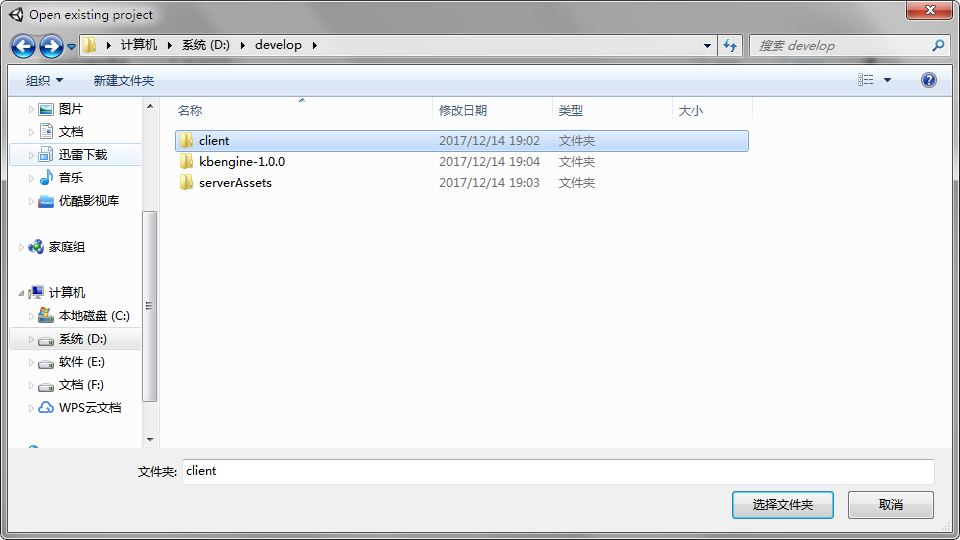 Open existing project
计算机 系统 (D:) develop
搜索 develop
组织 新建文件夹
图片
文档
迅雷下载
音乐
优酷影视库
家庭组
计算机
本地磁盘 (C:)
系统 (D:)
软件 (E:)
文档 (F:)
WPS云文档
名称 修改日期 类型 大小
client 2017/12/14 19:02 文件夹
kbengine-1.0.0 2017/12/14 19:04 文件夹
serverAssets 2017/12/14 19:03 文件夹
文件夹: client
选择文件夹 取消